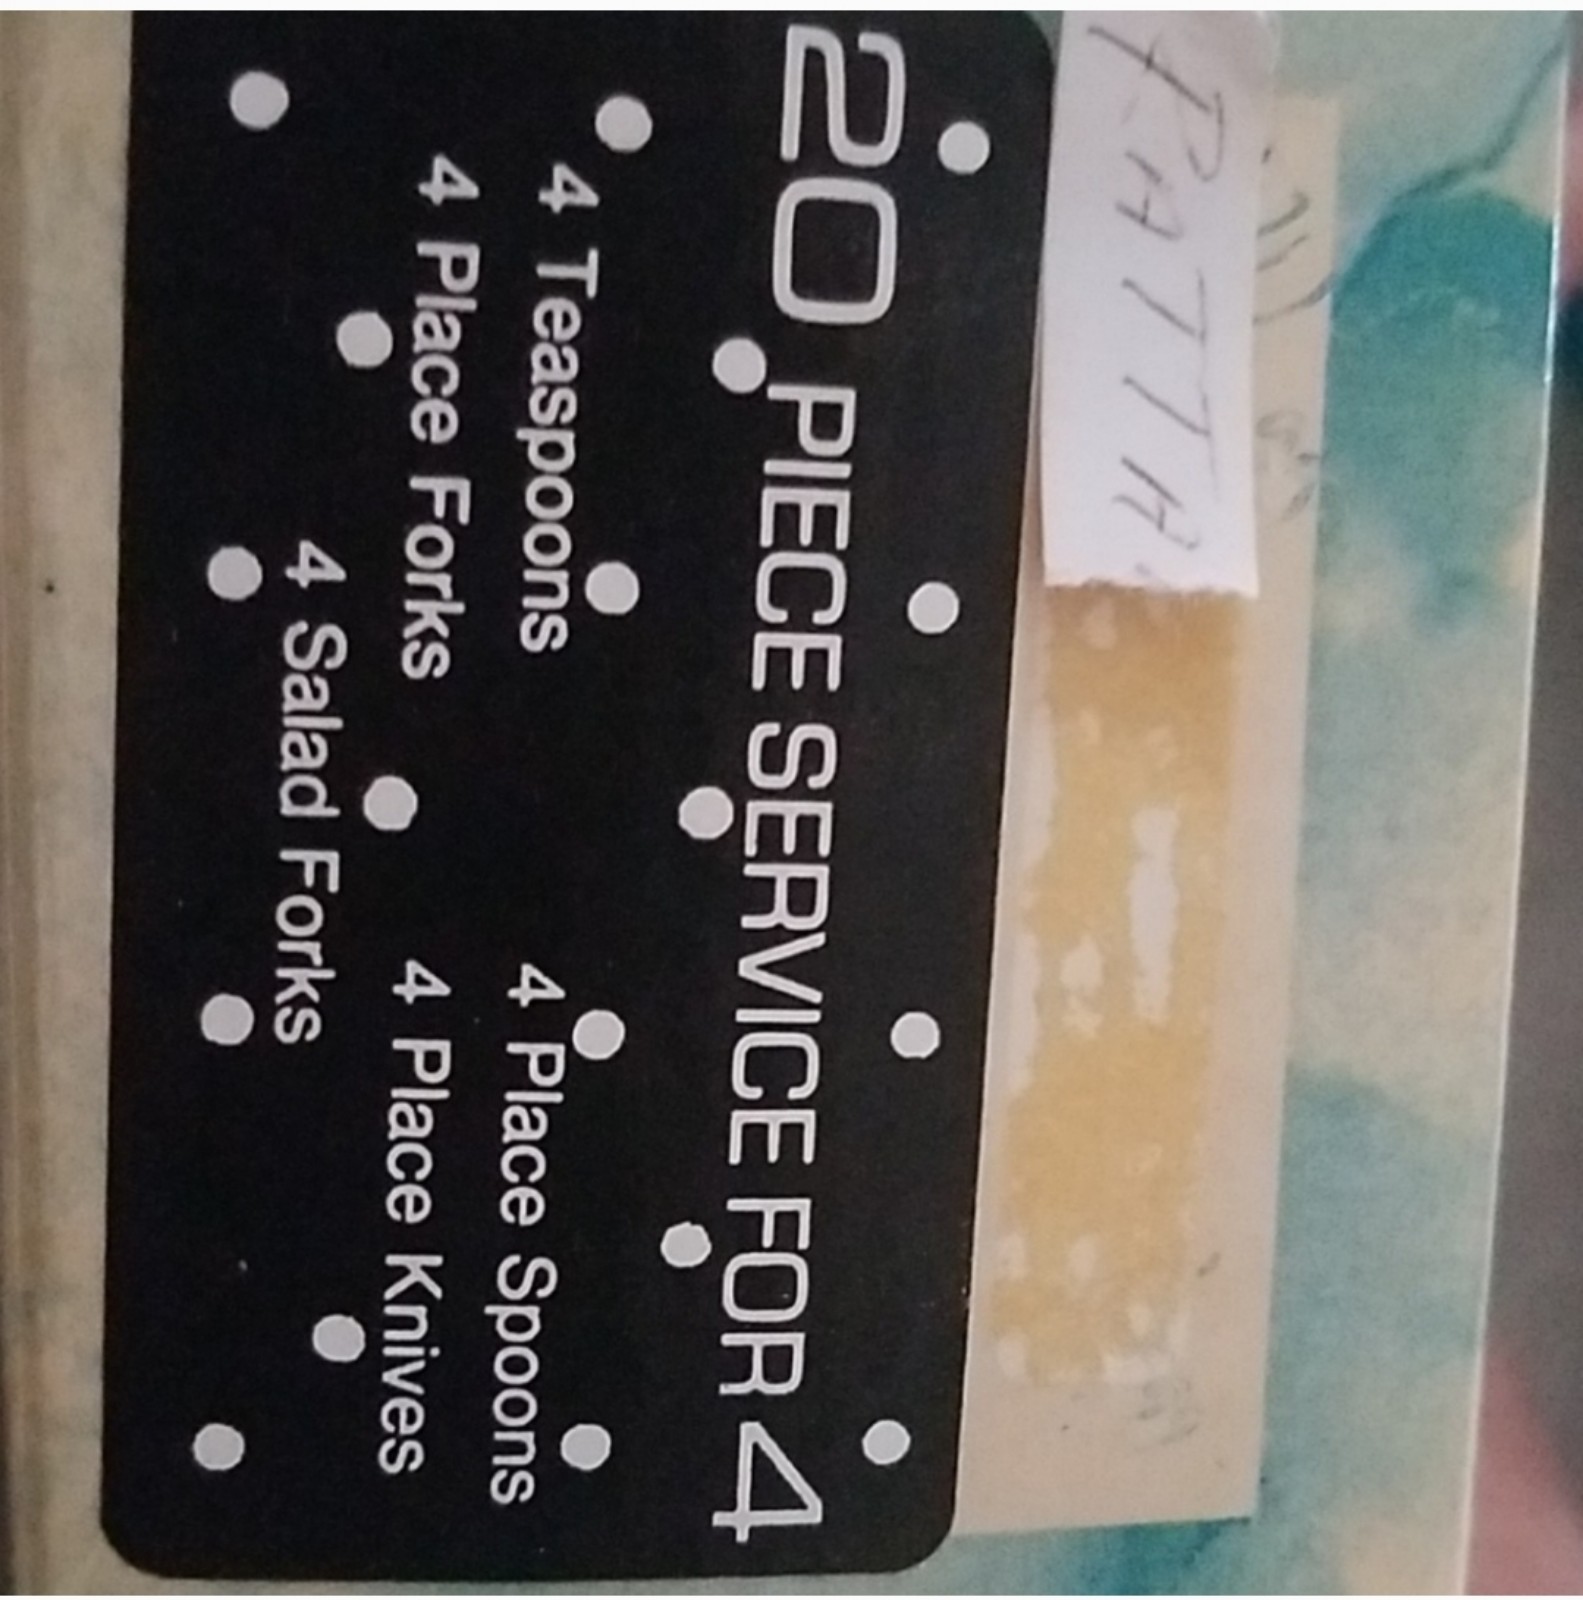 20 PIECE SERVICE FOR 4
4 Teaspoons
4 Place Spoons
4 Place Forks
4 Place Knives
4 Salad Forks